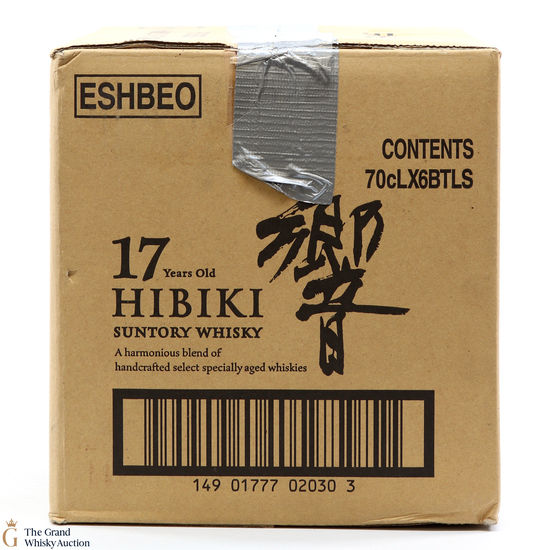 ESHBEO
CONTENTS
70cLX6BTLS
響
17 Years Old
HIBIKI
SUNTORY WHISKY
A harmonious blend of
handcrafted select specially aged whiskies
149 01777 02030 3
G
The Grand
Whisky Auction